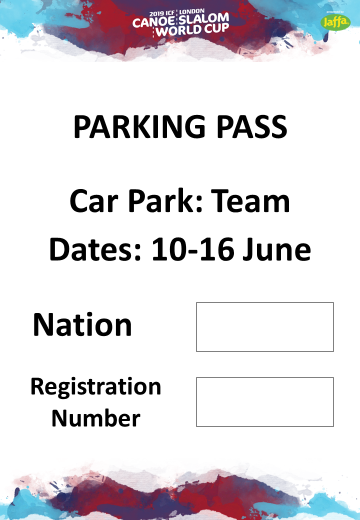 2019 ICF LONDON
CANOE SLALOM
WORLD CUP
Jaffa
PARKING PASS
Car Park: Team
Dates: 10-16 June
Nation
Registration
Number